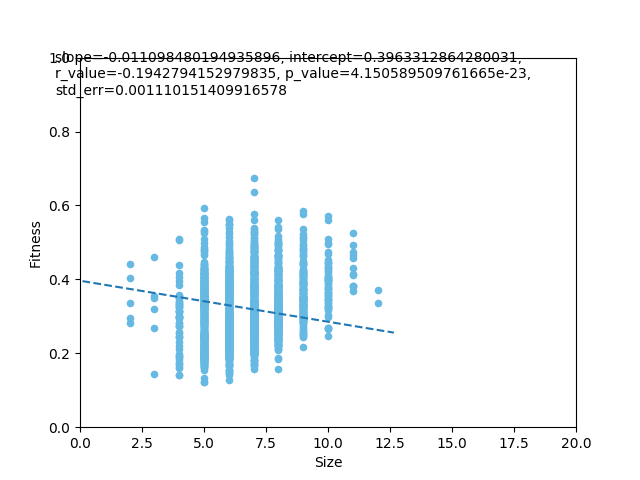 slope=-0.011098480194935896, intercept=0.3963312864280031,
r_value=-0.1942794152979835, p_value=4.150589509761665e-23,
std_err=0.001110151409916578
1.0
0.8
0.6
0.4
0.2
0.0
Fitness
0.0 2.5 5.0 7.5 10.0 12.5 15.0 17.5 20.0
Size